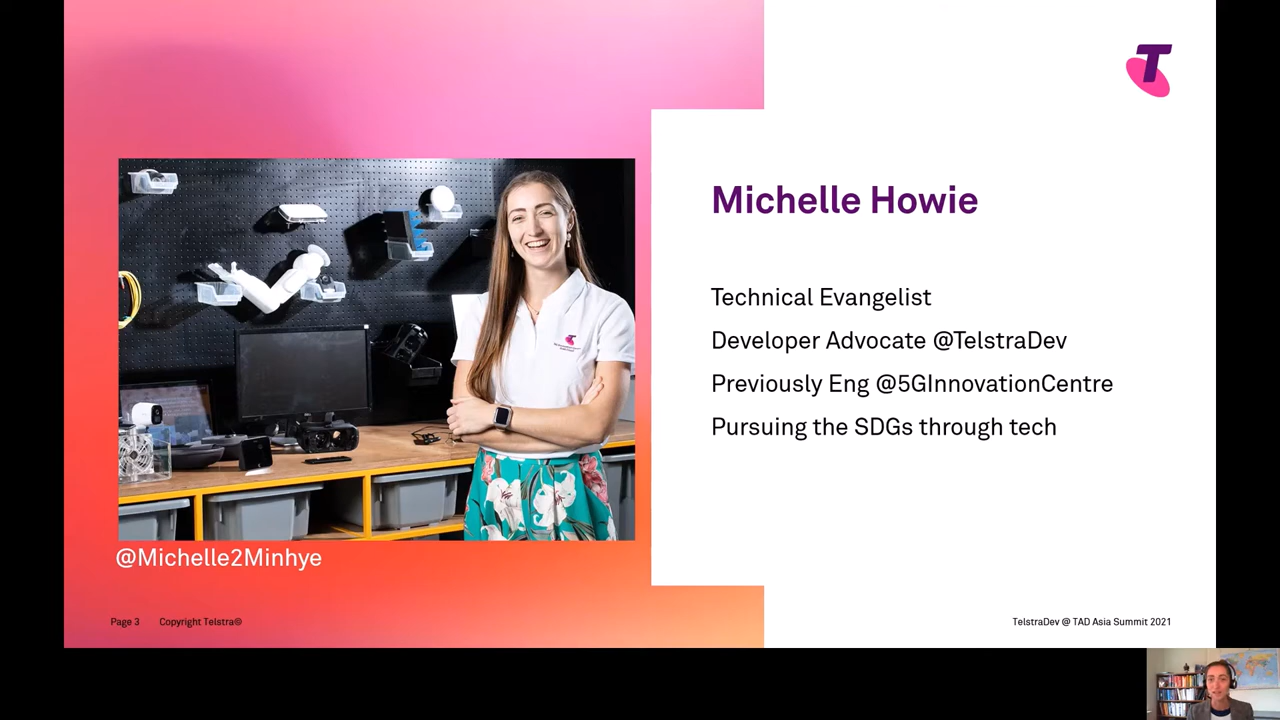 T
Michelle Howie
Technical Evangelist
Developer Advocate @TelstraDev
Previously Eng @5GInnovationCentre
Pursuing the SDGs through tech
@Michelle2Minhye
Page 3 Copyright Telstra©
TelstraDev @ TAD Asia Summit 2021